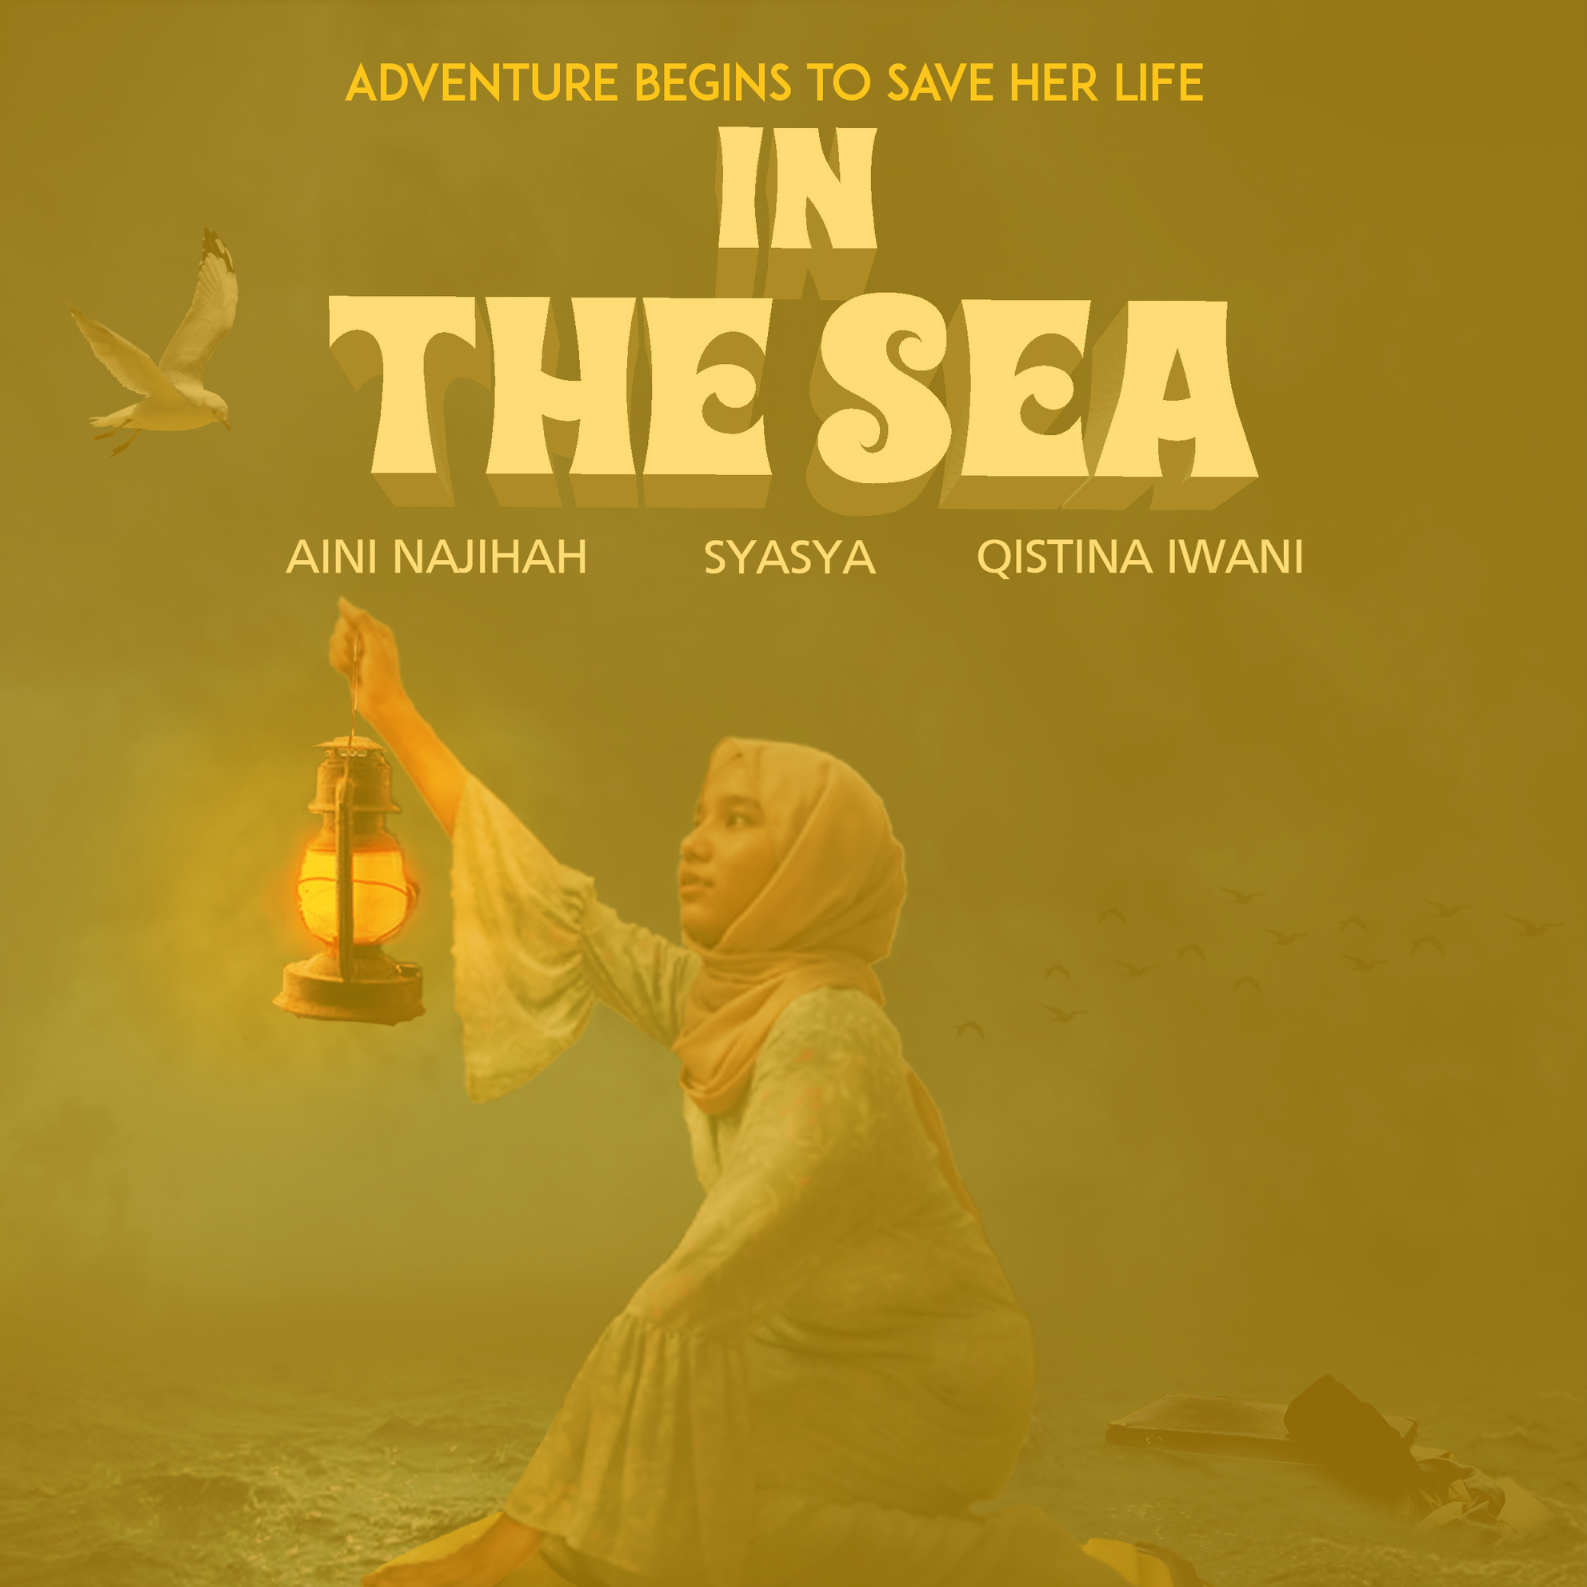 ADVENTURE BEGINS TO SAVE HER LIFE
IN
THE SEA
AINI NAJIHAH SYASYA QISTINA IWANI